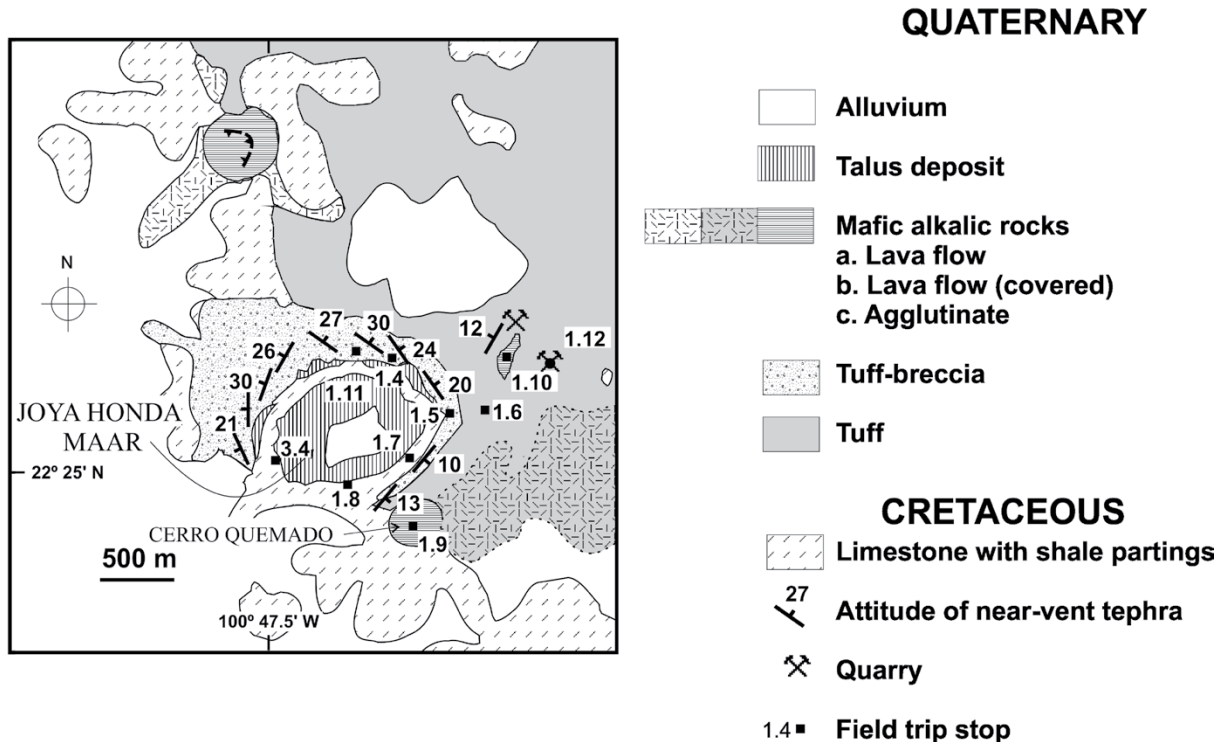 QUATERNARY
Alluvium
Talus deposit
Mafic alkalic rocks
a. Lava flow
b. Lava flow (covered)
c. Agglutinate
Tuff-breccia
Tuff
CRETACEOUS
Limestone with shale partings
27
Attitude of near-vent tephra
Quarry
1.4
Field trip stop
N
27
30
12
1.12
26
24
1.10
30
1.4
20
1.11
JOYA HONDA
MAAR
21
1.5
1.6
3.4
1.7
10
22º 25' N
1.8
13
CERRO QUEMADO
1.9
500 m
100º 47.5' W